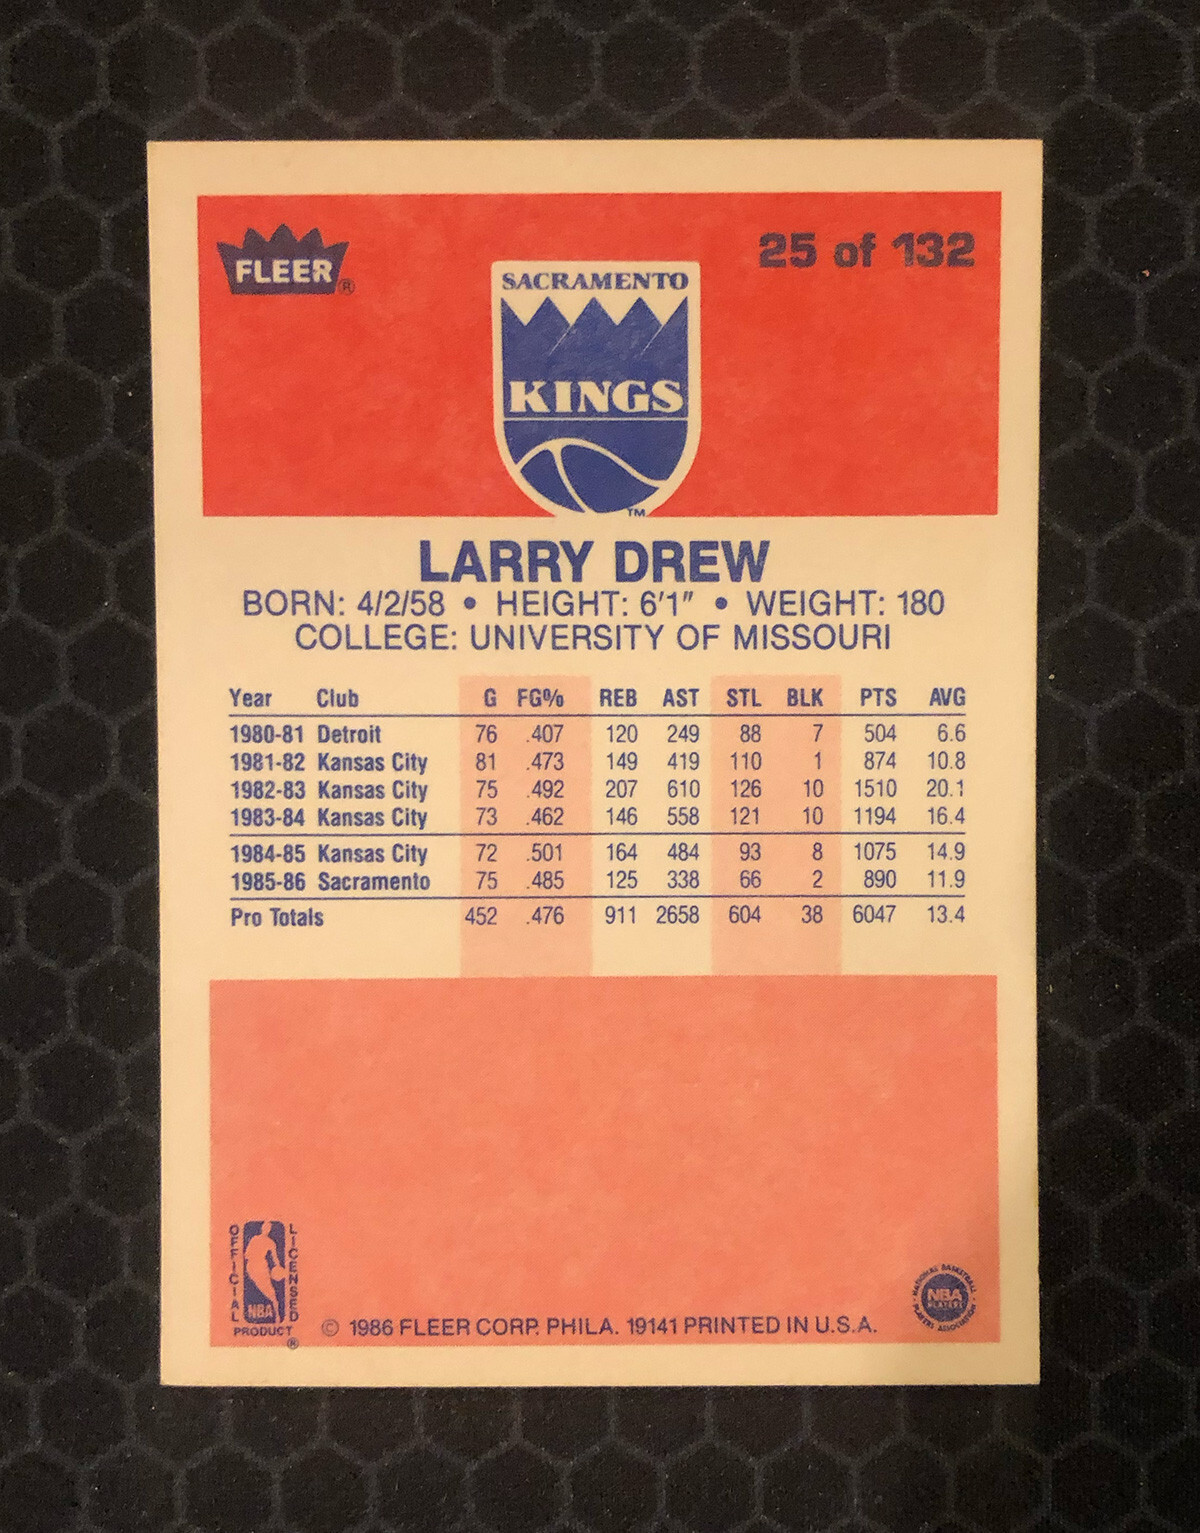 FLEER®
25 of 132
SACRAMENTO
KINGS
TM
LARRY DREW
BORN: 4/2/58 • HEIGHT: 6'1" • WEIGHT: 180
COLLEGE: UNIVERSITY OF MISSOURI
Year Club G FG% REB AST STL BLK PTS AVG
1980-81 Detroit 76 .407 120 249 88 7 504 6.6
1981-82 Kansas City 81 .473 149 419 110 1 874 10.8
1982-83 Kansas City 75 .492 207 610 126 10 1510 20.1
1983-84 Kansas City 73 .462 146 558 121 10 1194 16.4
1984-85 Kansas City 72 .501 164 484 93 8 1075 14.9
1985-86 Sacramento 75 .485 125 338 66 2 890 11.9
Pro Totals 452 .476 911 2658 604 38 6047 13.4
OFFICIAL
LICENSED
NBA
PRODUCT
®
© 1986 FLEER CORP. PHILA. 19141 PRINTED IN U.S.A.
NATIONAL BASKETBALL
NBA
PLAYERS
PLAYERS ASSOCIATION